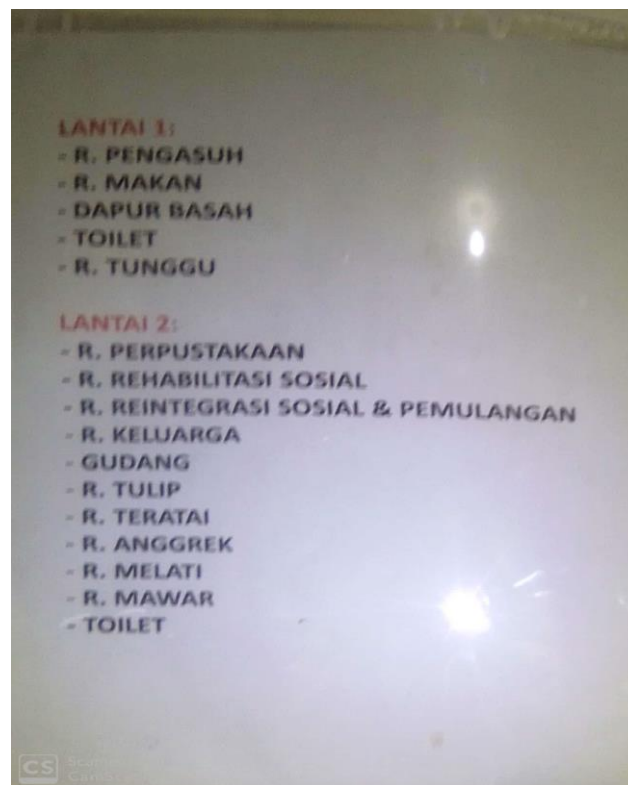 LANTAI 1:
- R. PENGASUH
- R. MAKAN
- DAPUR BASAH
- TOILET
- R. TUNGGU
LANTAI 2:
- R. PERPUSTAKAAN
- R. REHABILITASI SOSIAL
- R. REINTEGRASI SOSIAL & PEMULANGAN
- R. KELUARGA
- GUDANG
- R. TULIP
- R. TERATAI
- R. ANGGREK
- R. MELATI
- R. MAWAR
- TOILET
CS